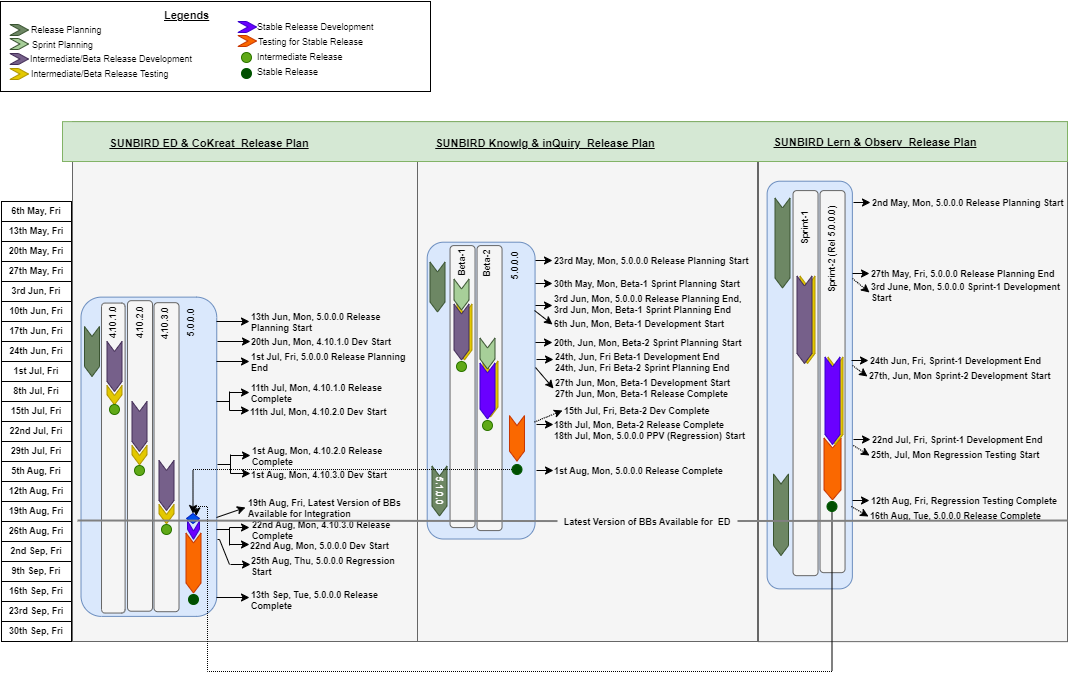 Legends
Release Planning
Sprint Planning
Intermediate/Beta Release Development
Intermediate/Beta Release Testing
Stable Release Development
Testing for Stable Release
Intermediate Release
Stable Release
SUNBIRD ED & CoKreat Release Plan
SUNBIRD Knowlg & inQuiry Release Plan
SUNBIRD Lern & Observ Release Plan
6th May, Fri
13th May, Fri
20th May, Fri
27th May, Fri
3rd Jun, Fri
10th Jun, Fri
17th Jun, Fri
24th Jun, Fri
1st Jul, Fri
8th Jul, Fri
15th Jul, Fri
22nd Jul, Fri
29th Jul, Fri
5th Aug, Fri
12th Aug, Fri
19th Aug, Fri
26th Aug, Fri
2nd Sep, Fri
9th Sep, Fri
16th Sep, Fri
23rd Sep, Fri
30th Sep, Fri
4.10.1.0
4.10.2.0
4.10.3.0
5.0.0.0
13th Jun, Mon, 5.0.0.0 Release
Planning Start
20th Jun, Mon, 4.10.1.0 Dev Start
1st Jul, Fri, 5.0.0.0 Release Planning
End
11th Jul, Mon, 4.10.1.0 Release
Complete
11th Jul, Mon, 4.10.2.0 Dev Start
1st Aug, Mon, 4.10.2.0 Release
Complete
1st Aug, Mon, 4.10.3.0 Dev Start
19th Aug, Fri, Latest Version of BBs
Available for Integration
22nd Aug, Mon, 4.10.3.0 Release
Complete
22nd Aug, Mon, 5.0.0.0 Dev Start
25th Aug, Thu, 5.0.0.0 Regression
Start
13th Sep, Tue, 5.0.0.0 Release
Complete
Beta-1
Beta-2
5.0.0.0
5.1.0.0
23rd May, Mon, 5.0.0.0 Release Planning Start
30th May, Mon, Beta-1 Sprint Planning Start
3rd Jun, Mon, 5.0.0.0 Release Planning End,
3rd Jun, Mon, Beta-1 Sprint Planning End
6th Jun, Mon, Beta-1 Development Start
20th, Jun, Mon, Beta-2 Sprint Planning Start
24th, Jun, Fri Beta-1 Development End
24th, Jun, Fri Beta-2 Sprint Planning End
27th Jun, Mon, Beta-1 Development Start
27th Jun, Mon, Beta-1 Release Complete
15th Jul, Fri, Beta-2 Dev Complete
18th Jul, Mon, Beta-2 Release Complete
18th Jul, Mon, 5.0.0.0 PPV (Regression) Start
1st Aug, Mon, 5.0.0.0 Release Complete
Latest Version of BBs Available for ED
Sprint-1
Sprint-2 (Rel 5.0.0.0)
2nd May, Mon, 5.0.0.0 Release Planning Start
27th May, Fri, 5.0.0.0 Release Planning End
3rd June, Mon, 5.0.0.0 Sprint-1 Development
Start
24th Jun, Fri, Sprint-1 Development End
27th, Jun, Mon Sprint-2 Development Start
22nd Jul, Fri, Sprint-1 Development End
25th, Jul, Mon Regression Testing Start
12th Aug, Fri, Regression Testing Complete
16th Aug, Tue, 5.0.0.0 Release Complete